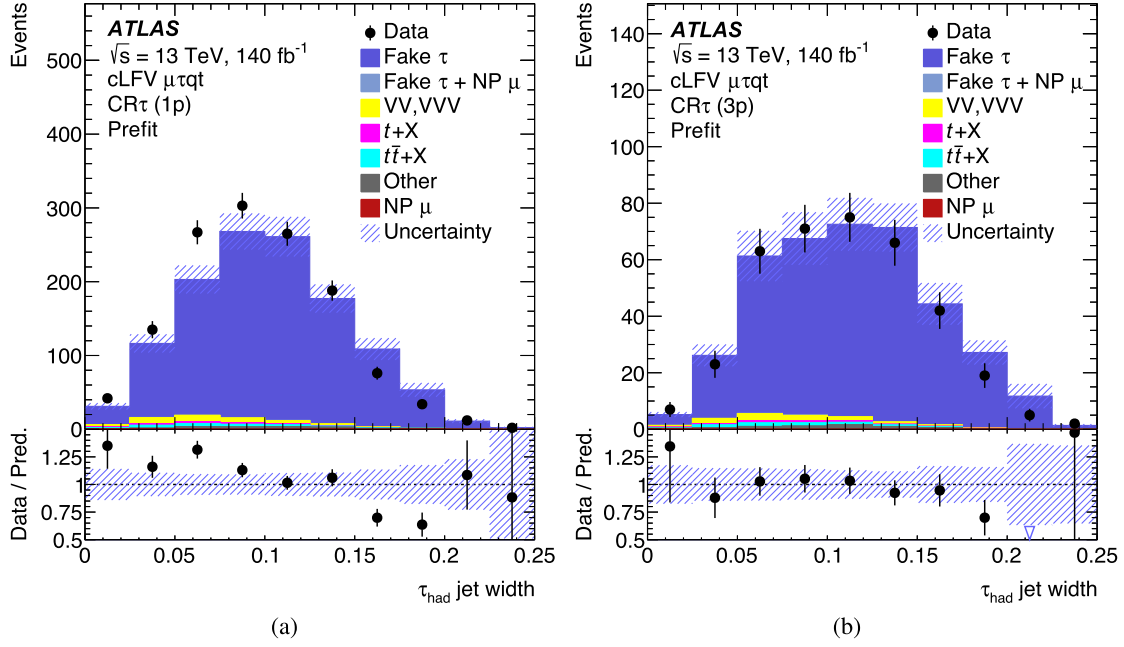 Events
ATLAS
√s = 13 TeV, 140 fb⁻¹
cLFV μτqt
CRτ (1p)
Prefit
Data
Fake τ
Fake τ + NP μ
VV,VVV
t+X
tt̄+X
Other
NP μ
Uncertainty
500
400
300
200
100
0
Data / Pred.
1.25
1
0.75
0.5
0 0.05 0.1 0.15 0.2 0.25
τhad jet width
(a)
Events
ATLAS
√s = 13 TeV, 140 fb⁻¹
cLFV μτqt
CRτ (3p)
Prefit
Data
Fake τ
Fake τ + NP μ
VV,VVV
t+X
tt̄+X
Other
NP μ
Uncertainty
140
120
100
80
60
40
20
0
Data / Pred.
1.25
1
0.75
0.5
0 0.05 0.1 0.15 0.2 0.25
τhad jet width
(b)